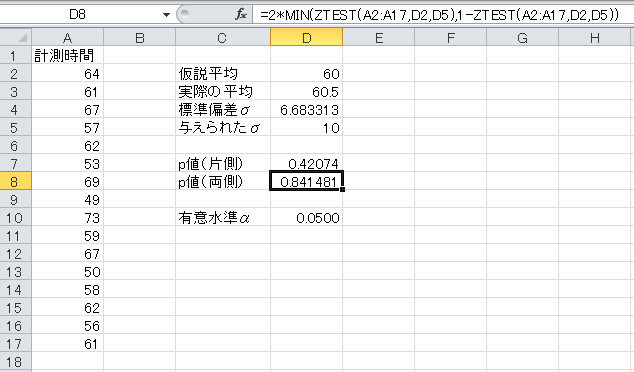 D8 fx =2*MIN(ZTEST(A2:A17,D2,D5),1-ZTEST(A2:A17,D2,D5))
A B C D E F G H
1 計測時間
2 64 仮説平均 60
3 61 実際の平均 60.5
4 67 標準偏差σ 6.683313
5 57 与えられたσ 10
6 62
7 53 p値(片側) 0.42074
8 69 p値(両側) 0.841481
9 49
10 73 有意水準α 0.0500
11 59
12 67
13 50
14 58
15 62
16 56
17 61
18